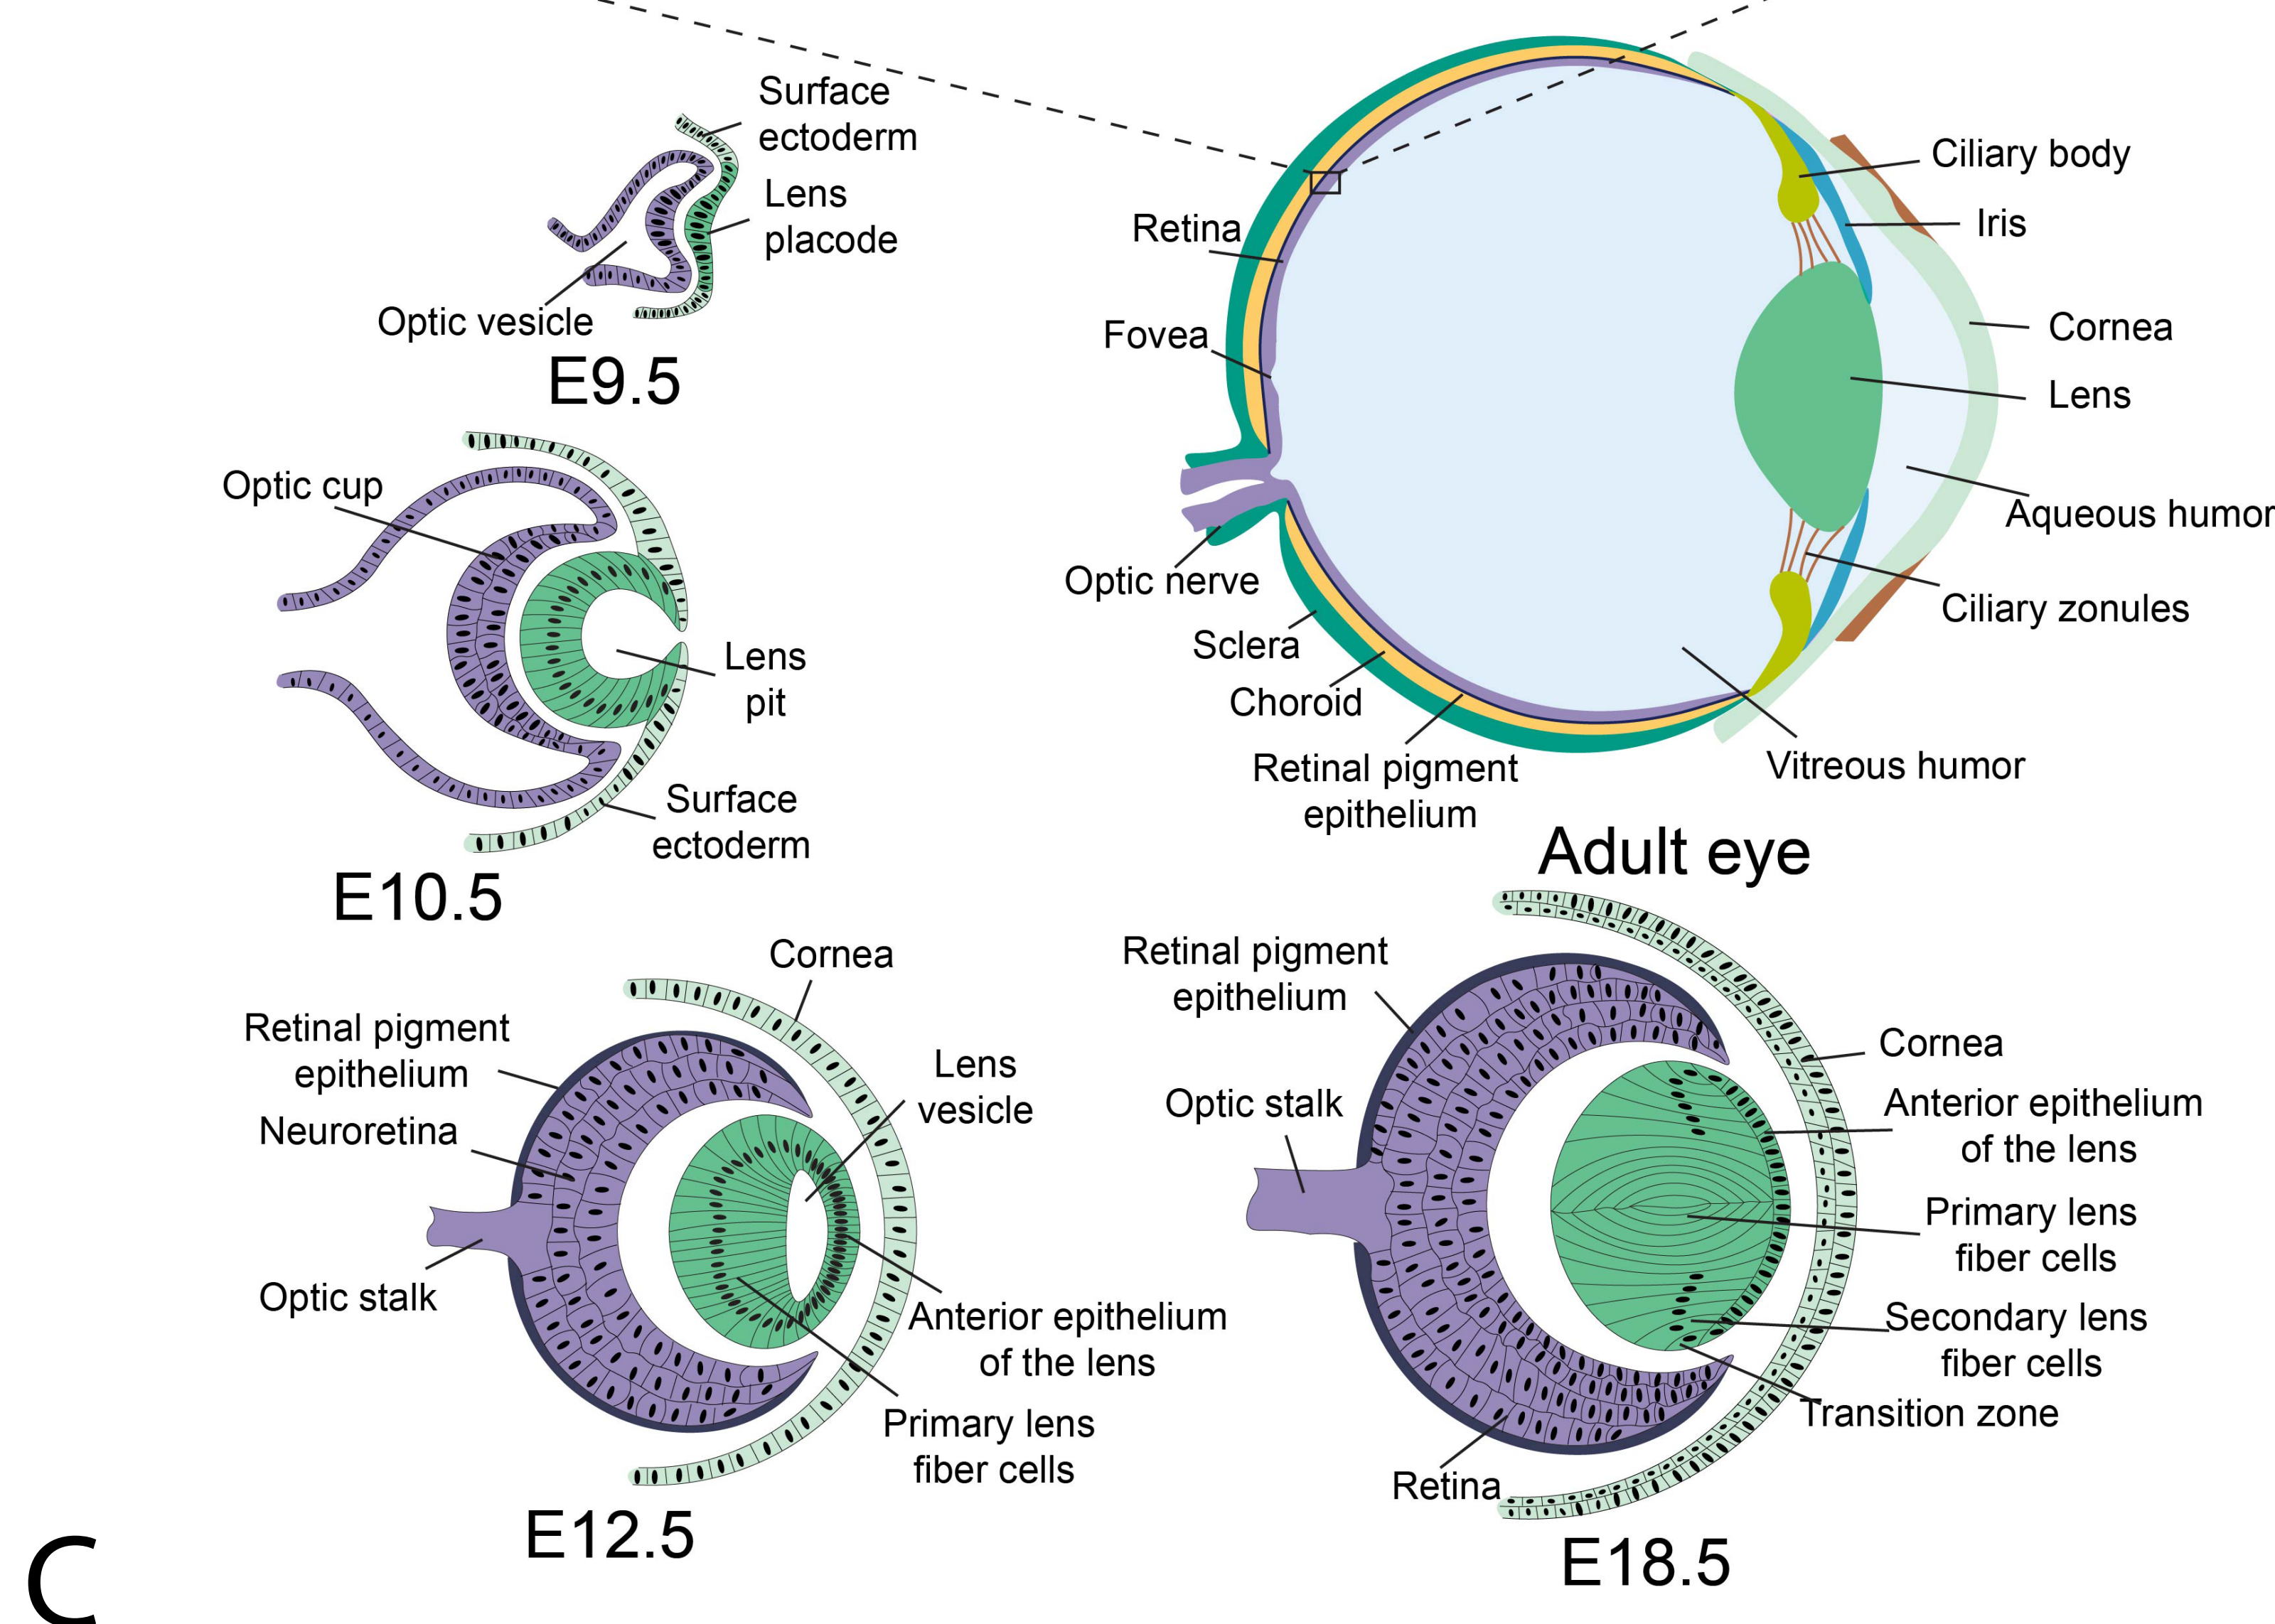 Surface
ectoderm
Lens
placode
Optic vesicle
E9.5
Optic cup
Lens
pit
Surface
ectoderm
E10.5
Ciliary body
Iris
Retina
Fovea
Cornea
Lens
Aqueous humor
Optic nerve
Ciliary zonules
Sclera
Choroid
Retinal pigment
epithelium
Vitreous humor
Adult eye
Cornea
Retinal pigment
epithelium
Neuroretina
Lens
vesicle
Optic stalk
Anterior epithelium
of the lens
Primary lens
fiber cells
E12.5
Retinal pigment
epithelium
Optic stalk
Cornea
Anterior epithelium
of the lens
Primary lens
fiber cells
Secondary lens
fiber cells
Transition zone
Retina
E18.5
C